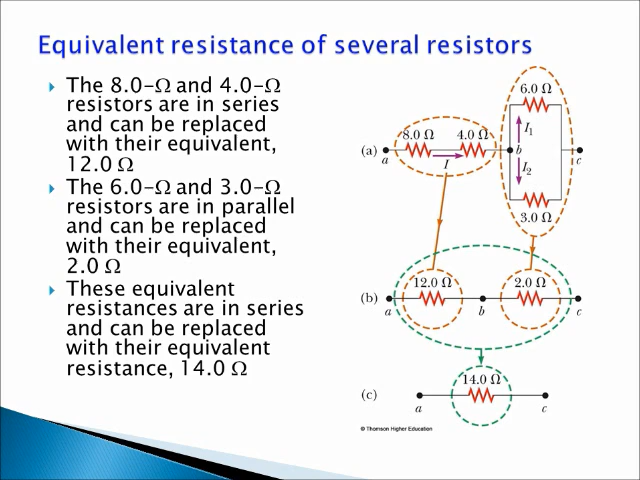 Equivalent resistance of several resistors
The 8.0-Ω and 4.0-Ω
resistors are in series
and can be replaced
with their equivalent,
12.0 Ω
The 6.0-Ω and 3.0-Ω
resistors are in parallel
and can be replaced
with their equivalent,
2.0 Ω
These equivalent
resistances are in series
and can be replaced
with their equivalent
resistance, 14.0 Ω
6.0 Ω
8.0 Ω 4.0 Ω I₁
(a) a I b c
I₂
3.0 Ω
12.0 Ω 2.0 Ω
(b) a b c
14.0 Ω
(c) a c
© Thomson Higher Education